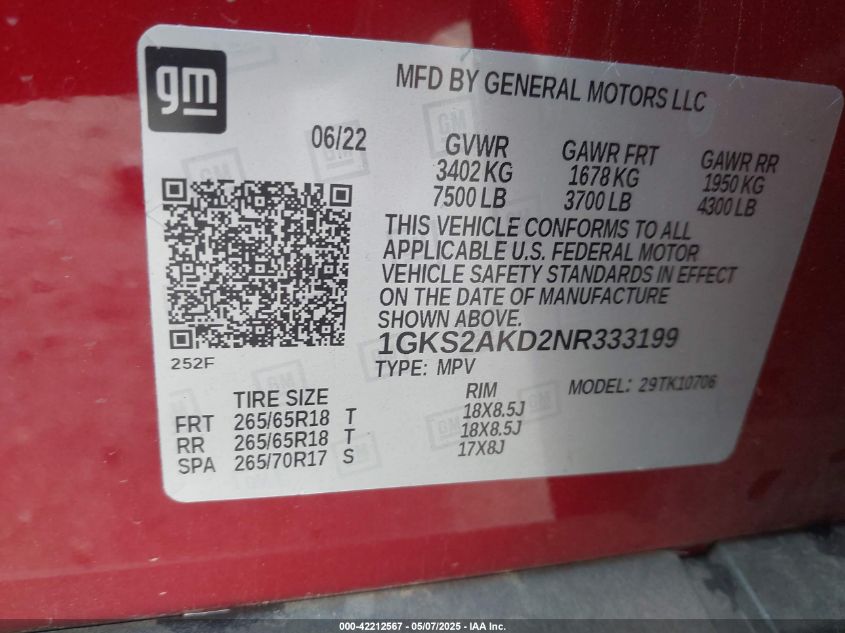 gm
MFD BY GENERAL MOTORS LLC
06/22
GVWR GAWR FRT GAWR RR
3402 KG 1678 KG 1950 KG
7500 LB 3700 LB 4300 LB
THIS VEHICLE CONFORMS TO ALL
APPLICABLE U.S. FEDERAL MOTOR
VEHICLE SAFETY STANDARDS IN EFFECT
ON THE DATE OF MANUFACTURE
SHOWN ABOVE.
1GKS2AKD2NR333199
252F
TYPE: MPV MODEL: 29TK10706
TIRE SIZE RIM
FRT 265/65R18 T 18X8.5J
RR 265/65R18 T 18X8.5J
SPA 265/70R17 S 17X8J
000-42212567 — 05/07/2025 — IAA Inc.